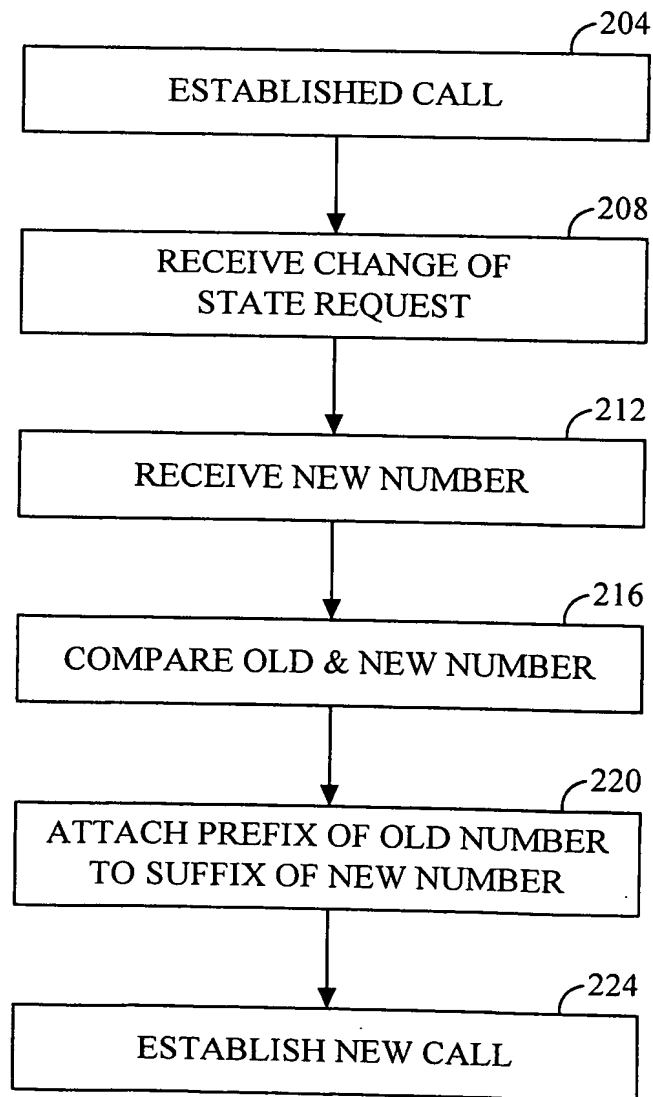 204
ESTABLISHED CALL
208
RECEIVE CHANGE OF
STATE REQUEST
212
RECEIVE NEW NUMBER
216
COMPARE OLD & NEW NUMBER
220
ATTACH PREFIX OF OLD NUMBER
TO SUFFIX OF NEW NUMBER
224
ESTABLISH NEW CALL